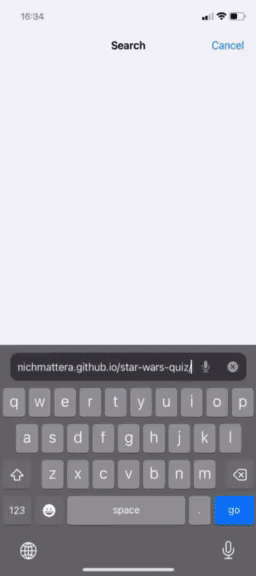 16:34
Search Cancel
nichmattera.github.io/star-wars-quiz/
q w e r t y u i o p
a s d f g h j k l
z x c v b n m
123 space . go